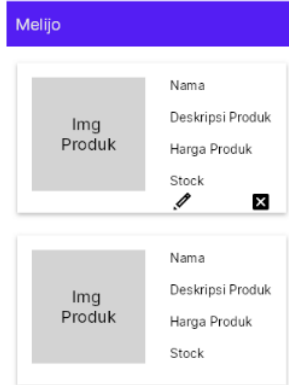 Melijo
Img
Produk
Nama
Deskripsi Produk
Harga Produk
Stock
Img
Produk
Nama
Deskripsi Produk
Harga Produk
Stock